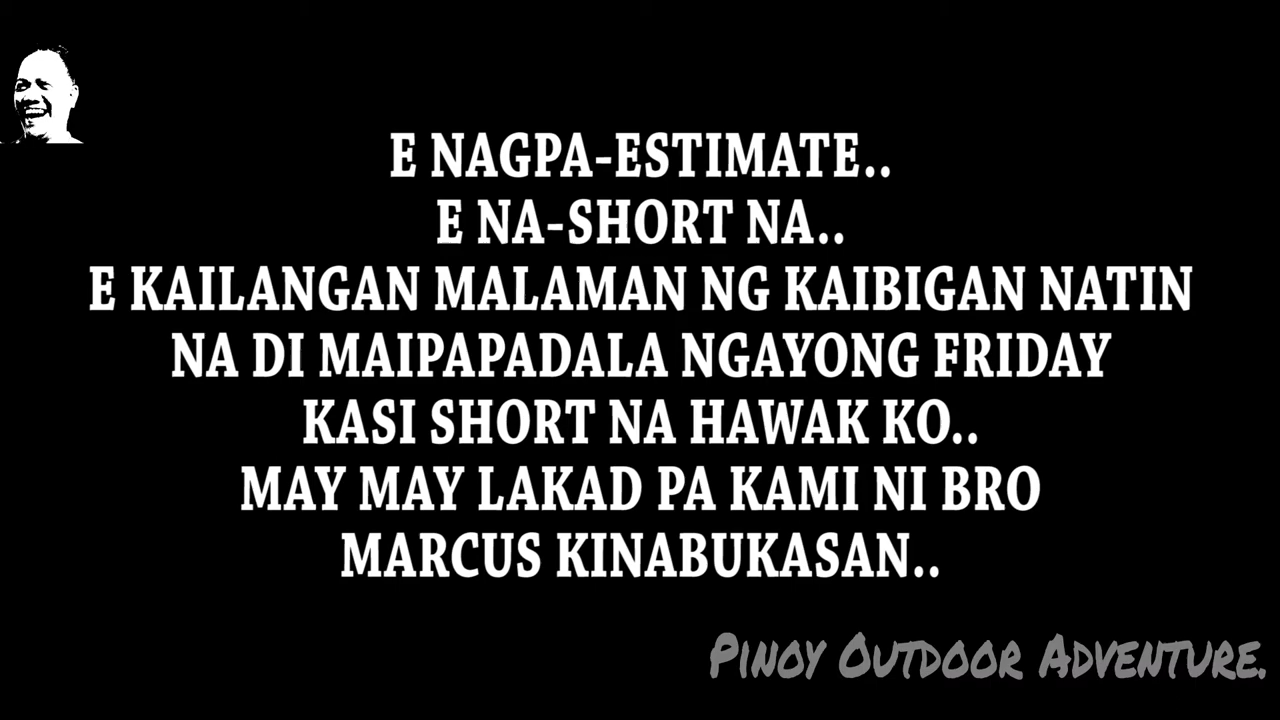 E NAGPA-ESTIMATE..
E NA-SHORT NA..
E KAILANGAN MALAMAN NG KAIBIGAN NATIN
NA DI MAIPAPADALA NGAYONG FRIDAY
KASI SHORT NA HAWAK KO..
MAY MAY LAKAD PA KAMI NI BRO
MARCUS KINABUKASAN..
PINOY OUTDOOR ADVENTURE.